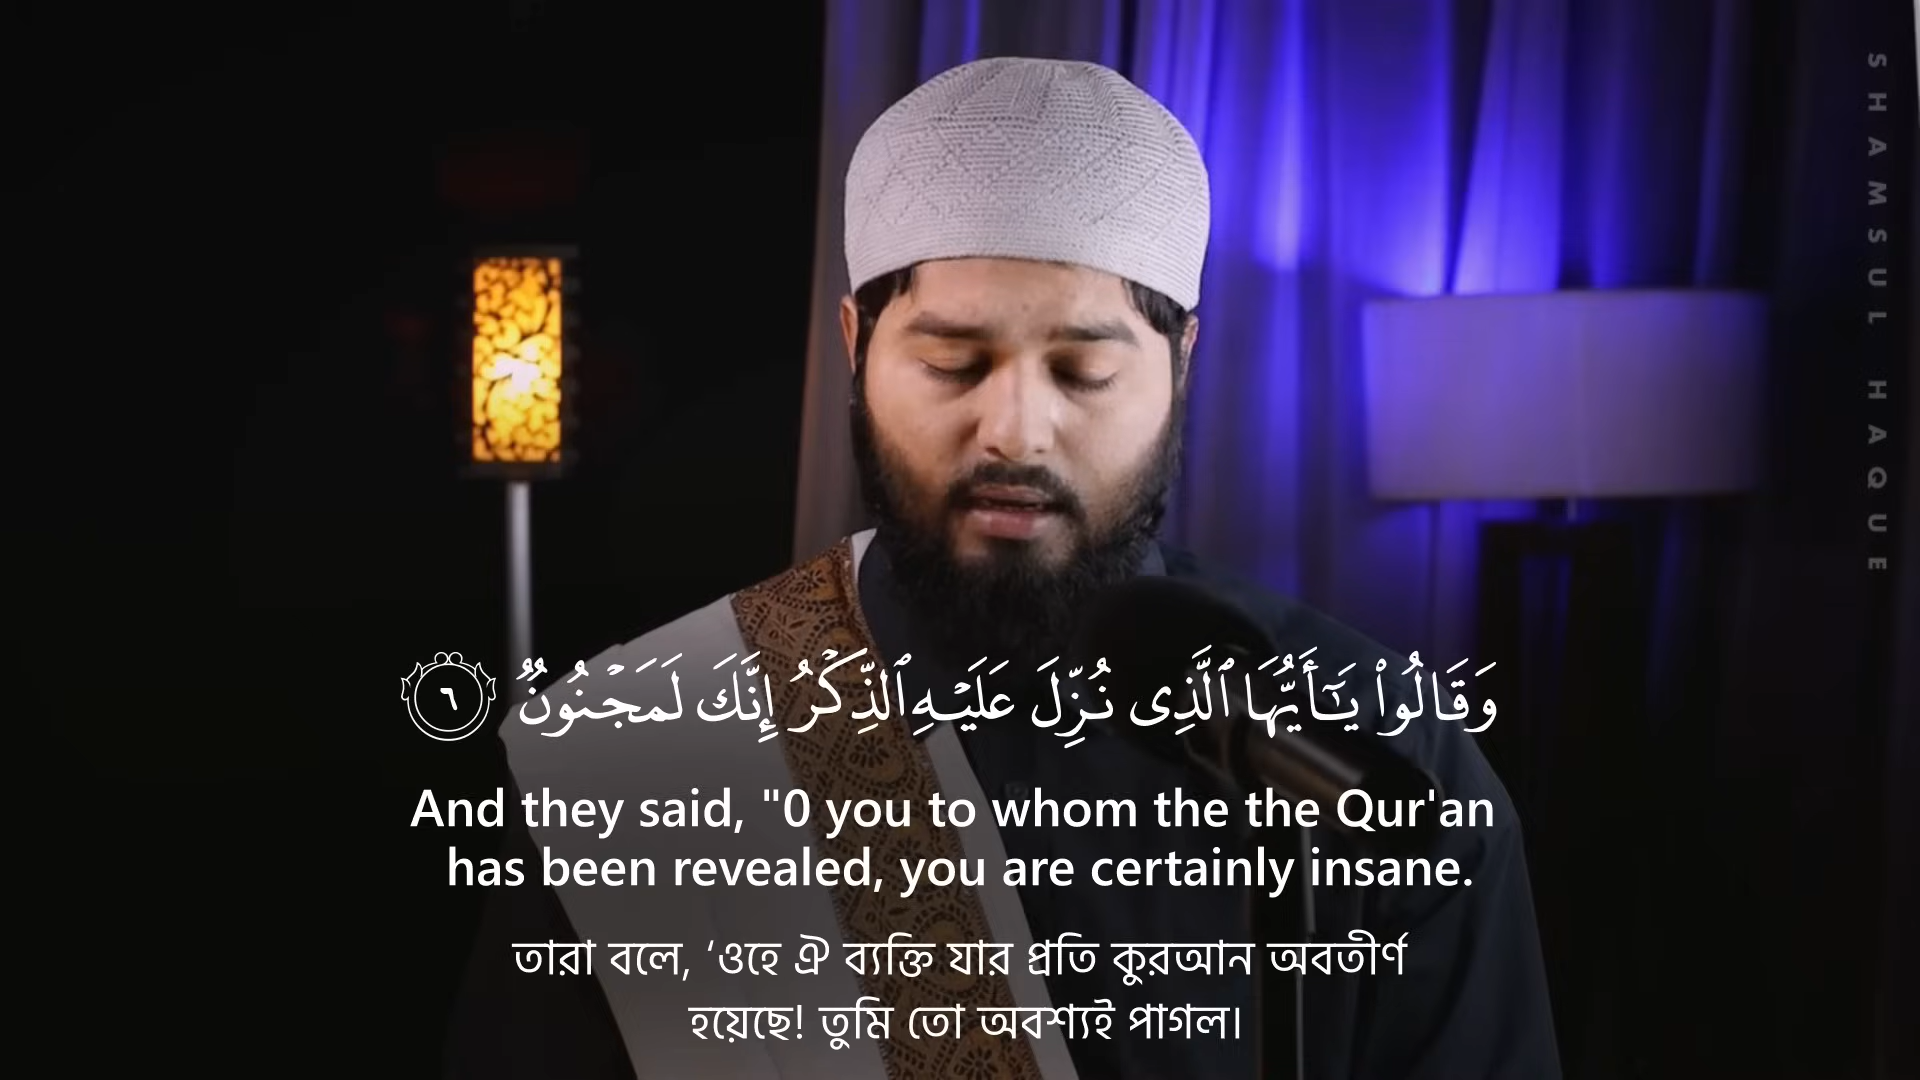 وَقَالُوا۟ يَـٰٓأَيُّهَا ٱلَّذِى نُزِّلَ عَلَيْهِ ٱلذِّكْرُ إِنَّكَ لَمَجْنُونٌ ٦
And they said, "0 you to whom the the Qur'an
has been revealed, you are certainly insane.
তারা বলে, ‘ওহে ঐ ব্যক্তি যার প্রতি কুরআন অবতীর্ণ
হয়েছে! তুমি তো অবশ্যই পাগল।
SHAMSUL HAQUE